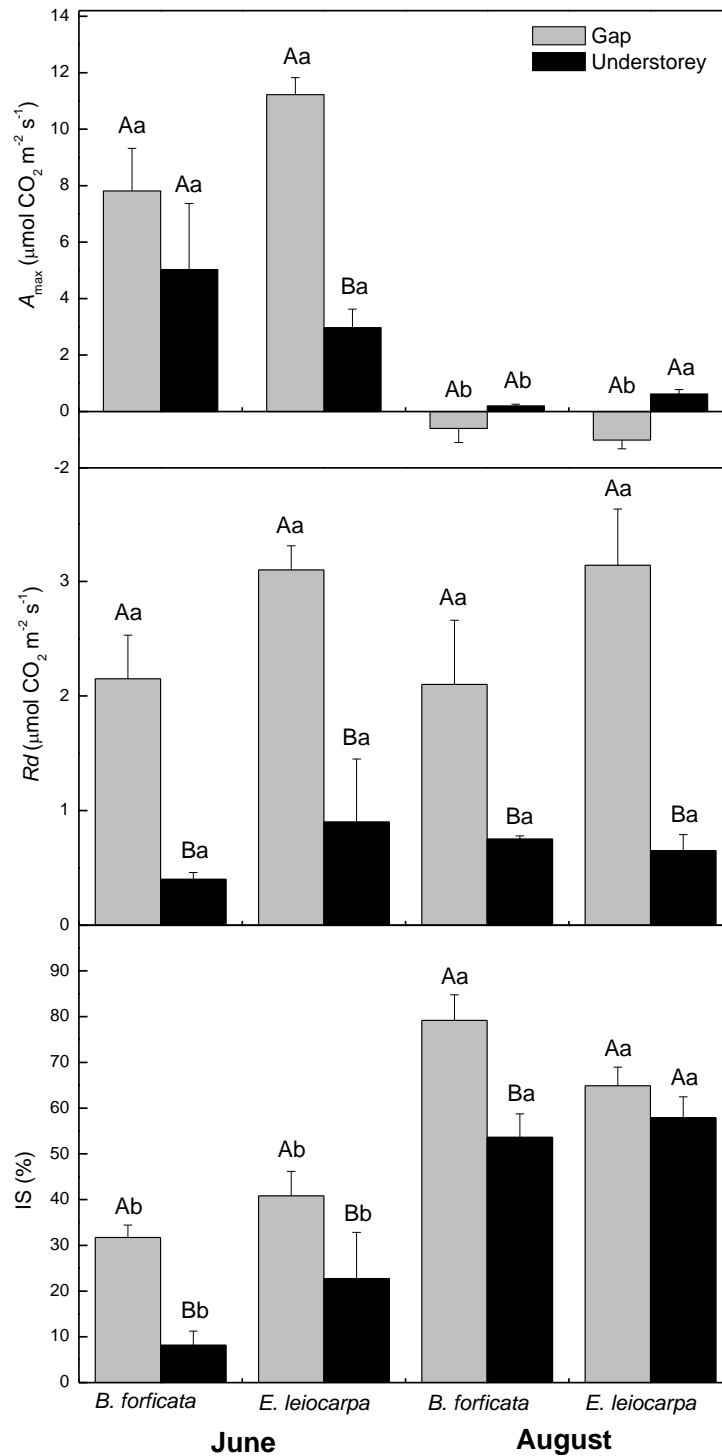 14
Gap
Understorey
12
10
8
6
4
2
0
-2
A max (μmol CO2 m-2 s-1)
Aa
Aa
Aa
Ba
Ab
Ab
Ab
Aa
3
2
1
0
Rd (μmol CO2 m-2 s-1)
Aa
Ba
Aa
Ba
Aa
Ba
Aa
Ba
90
80
70
60
50
40
30
20
10
0
IS (%)
Ab
Bb
Ab
Bb
Aa
Ba
Aa
Aa
B. forficata E. leiocarpa B. forficata E. leiocarpa
June August